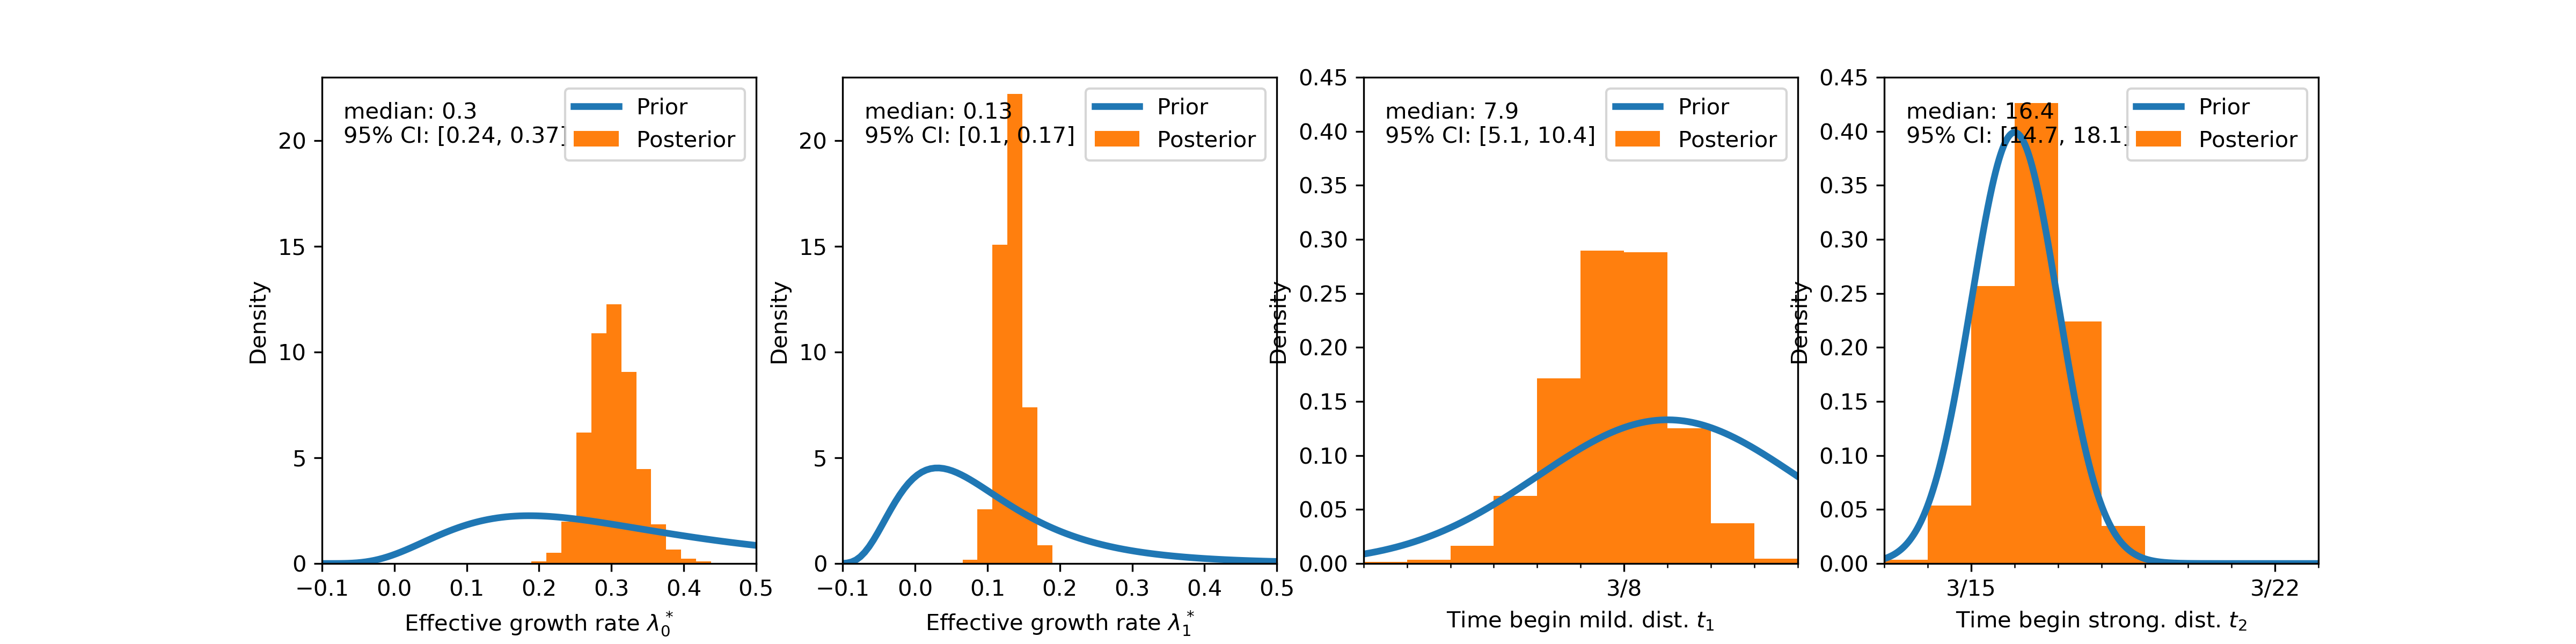 median: 0.3
95% CI: [0.24, 0.37]
Prior
Posterior
20
15
10
5
0
Density
−0.1 0.0 0.1 0.2 0.3 0.4 0.5
Effective growth rate λ₀*
median: 0.13
95% CI: [0.1, 0.17]
Prior
Posterior
20
15
10
5
0
Density
−0.1 0.0 0.1 0.2 0.3 0.4 0.5
Effective growth rate λ₁*
median: 7.9
95% CI: [5.1, 10.4]
Prior
Posterior
0.45
0.40
0.35
0.30
0.25
0.20
0.15
0.10
0.05
0.00
Density
3/8
Time begin mild. dist. t₁
median: 16.4
95% CI: [14.7, 18.1]
Prior
Posterior
0.45
0.40
0.35
0.30
0.25
0.20
0.15
0.10
0.05
0.00
Density
3/15 3/22
Time begin strong. dist. t₂